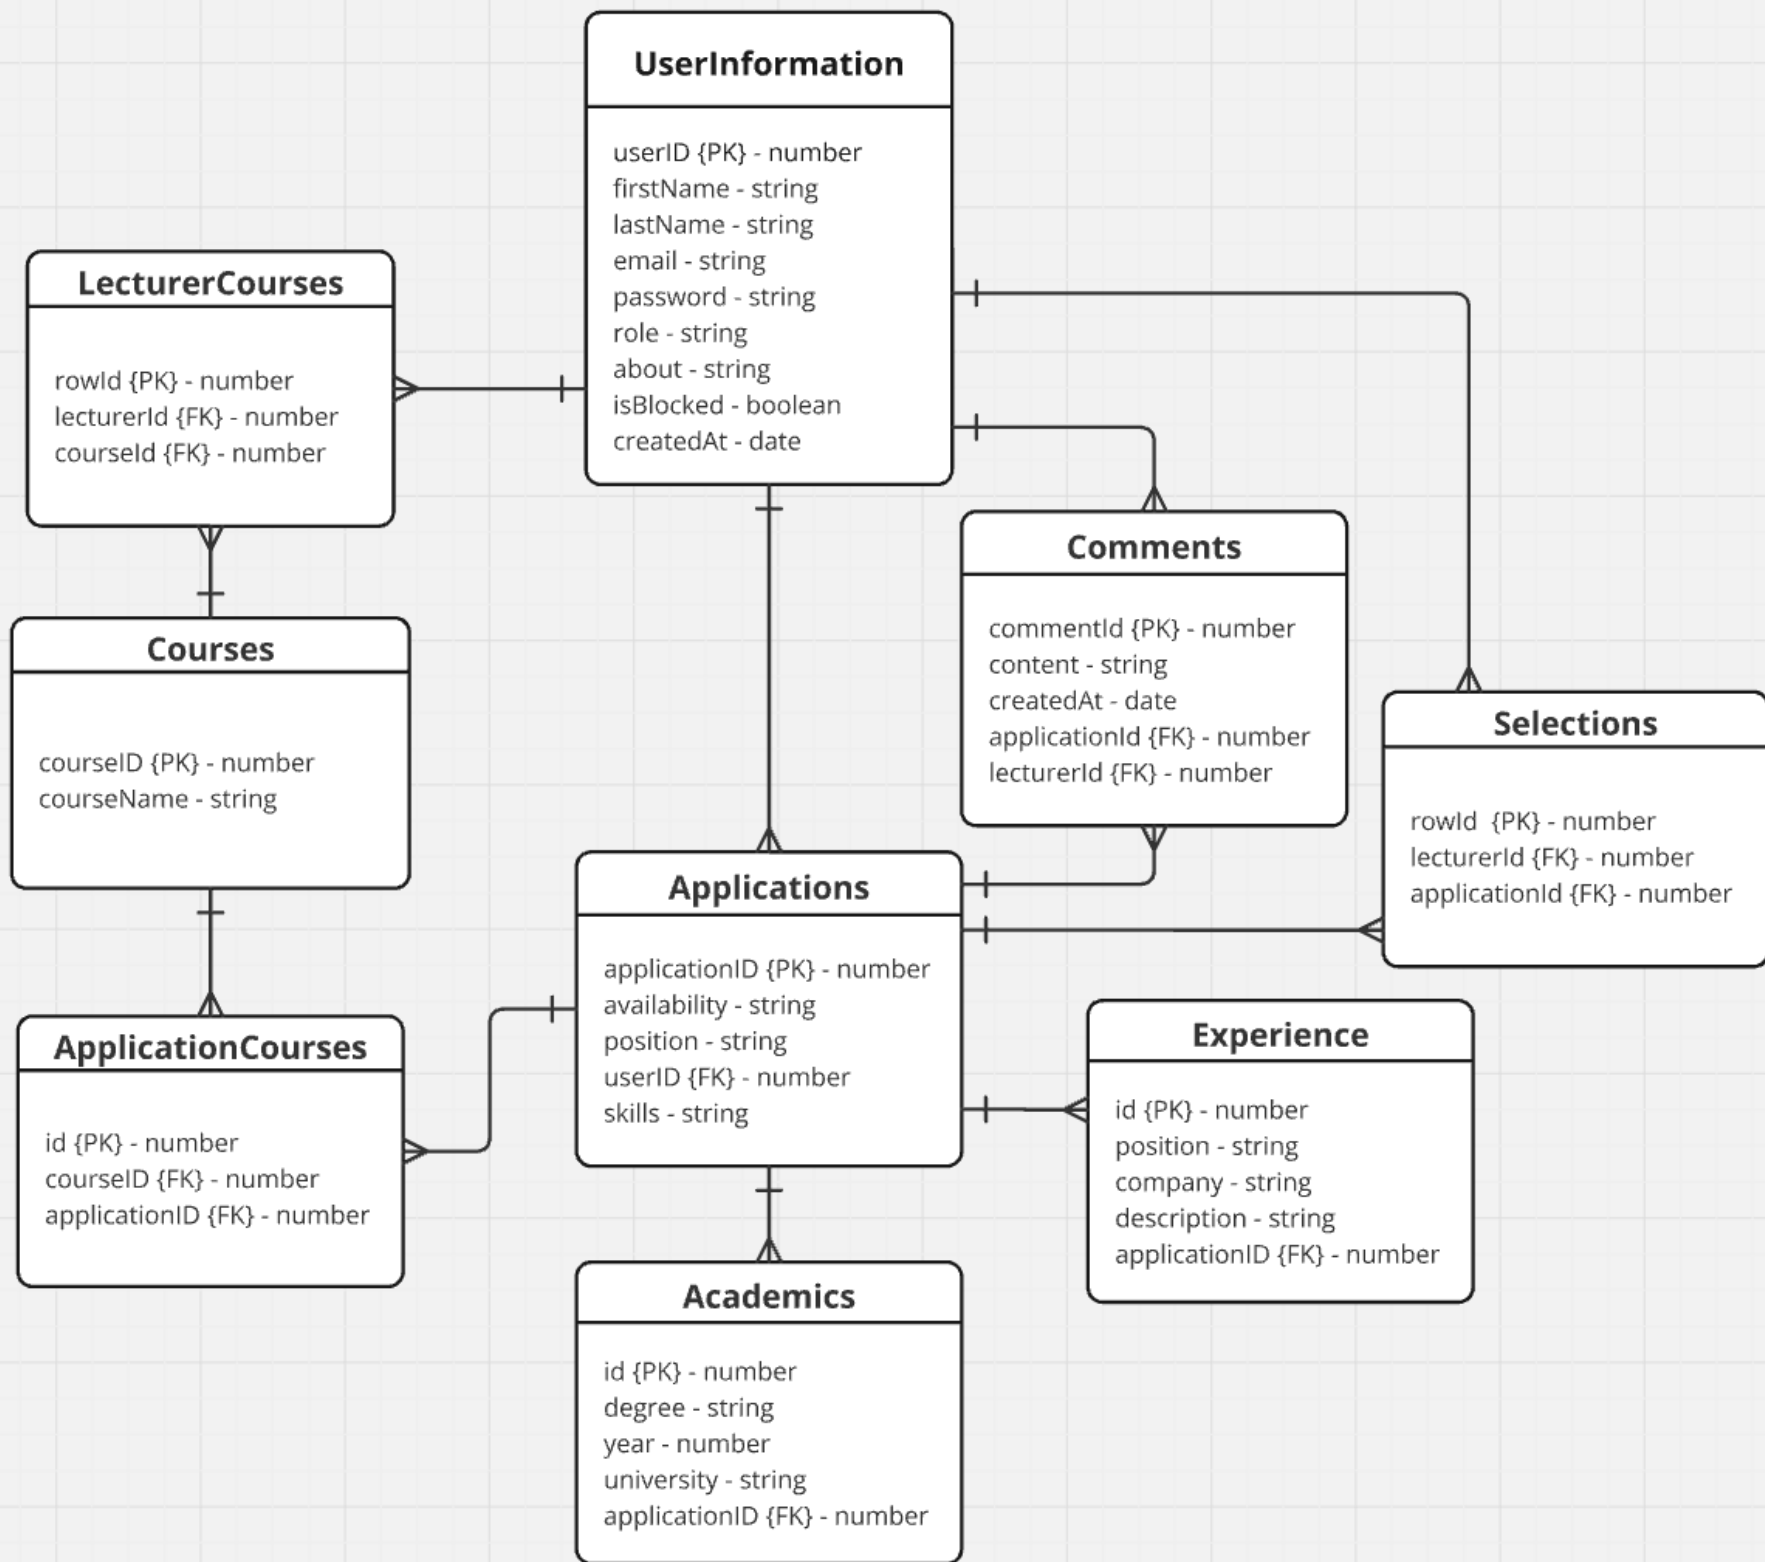 UserInformation
userID {PK} - number
firstName - string
lastName - string
email - string
password - string
role - string
about - string
isBlocked - boolean
createdAt - date
LecturerCourses
rowId {PK} - number
lecturerId {FK} - number
courseId {FK} - number
Comments
commentId {PK} - number
content - string
createdAt - date
applicationId {FK} - number
lecturerId {FK} - number
Courses
courseID {PK} - number
courseName - string
Selections
rowId  {PK} - number
lecturerId {FK} - number
applicationId {FK} - number
Applications
applicationID {PK} - number
availability - string
position - string
userID {FK} - number
skills - string
ApplicationCourses
id {PK} - number
courseID {FK} - number
applicationID {FK} - number
Experience
id {PK} - number
position - string
company - string
description - string
applicationID {FK} - number
Academics
id {PK} - number
degree - string
year - number
university - string
applicationID {FK} - number